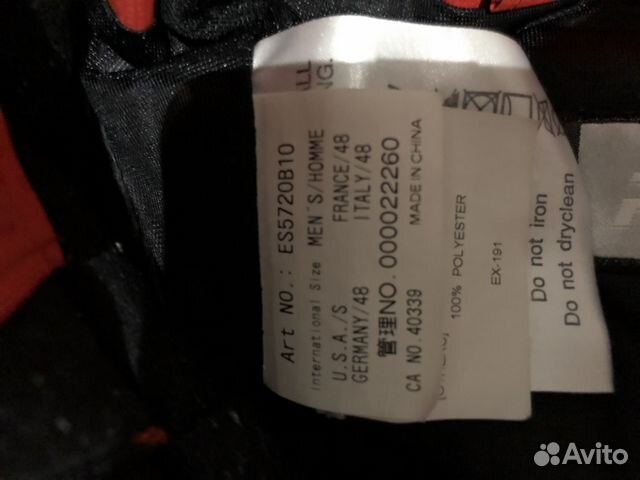 Art NO.: ES5720B10
International Size MEN'S/HOMME
U.S.A./S FRANCE/48
GERMANY/48 ITALY/48
管理NO. 000022260
CA NO. 40339 MADE IN CHINA
100% POLYESTER
EX-191
Do not iron
Do not dryclean
Avito